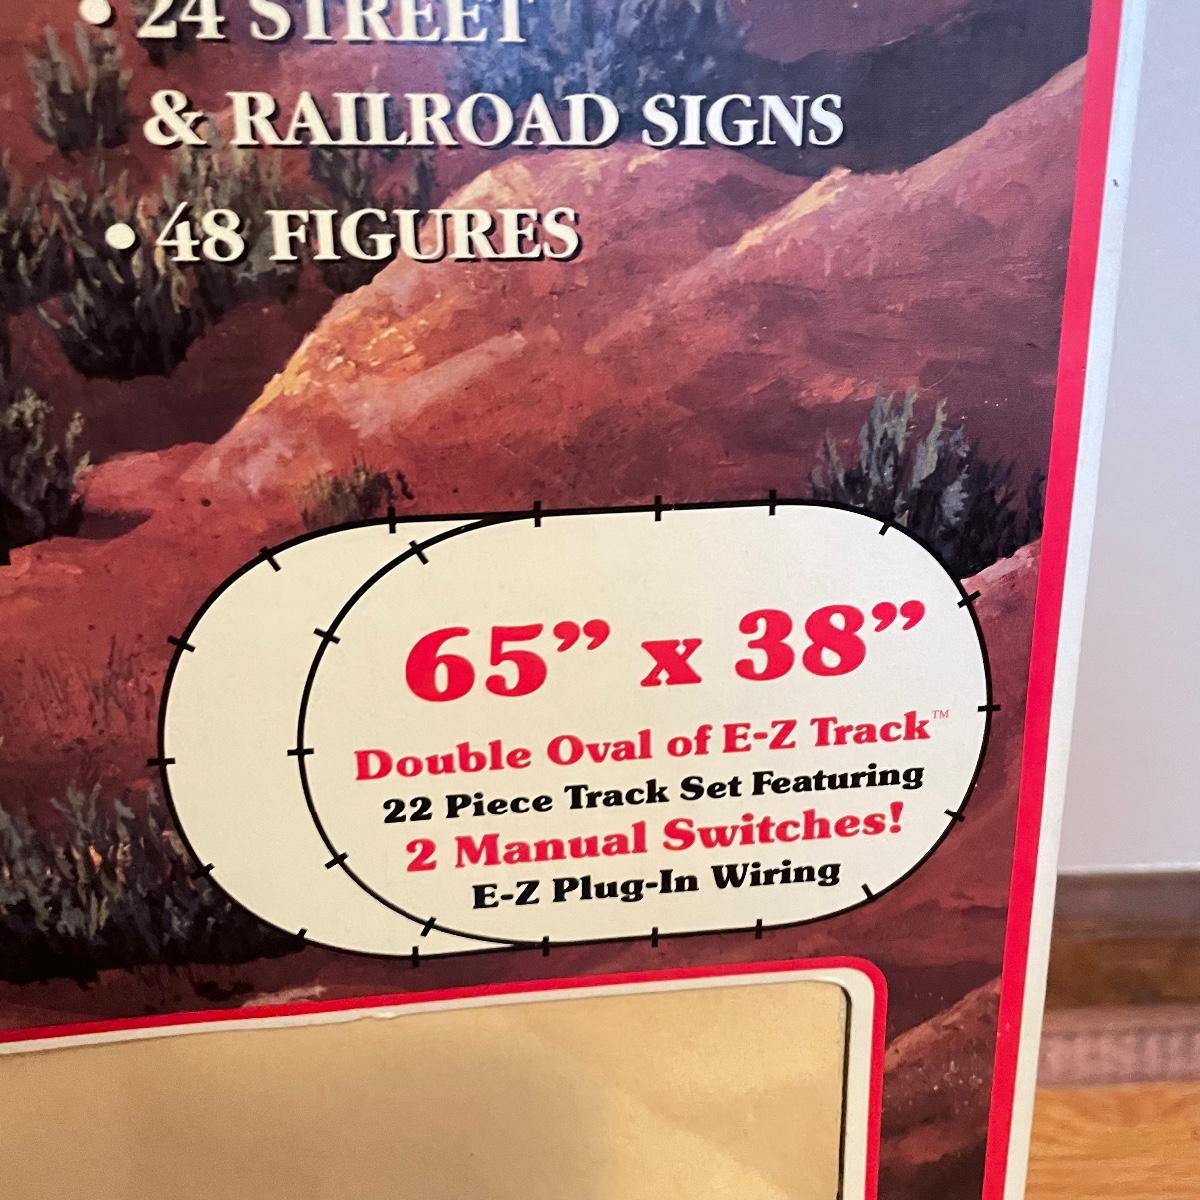 • 24 STREET
& RAILROAD SIGNS
• 48 FIGURES
65” x 38”
Double Oval of E-Z Track™
22 Piece Track Set Featuring
2 Manual Switches!
E-Z Plug-In Wiring